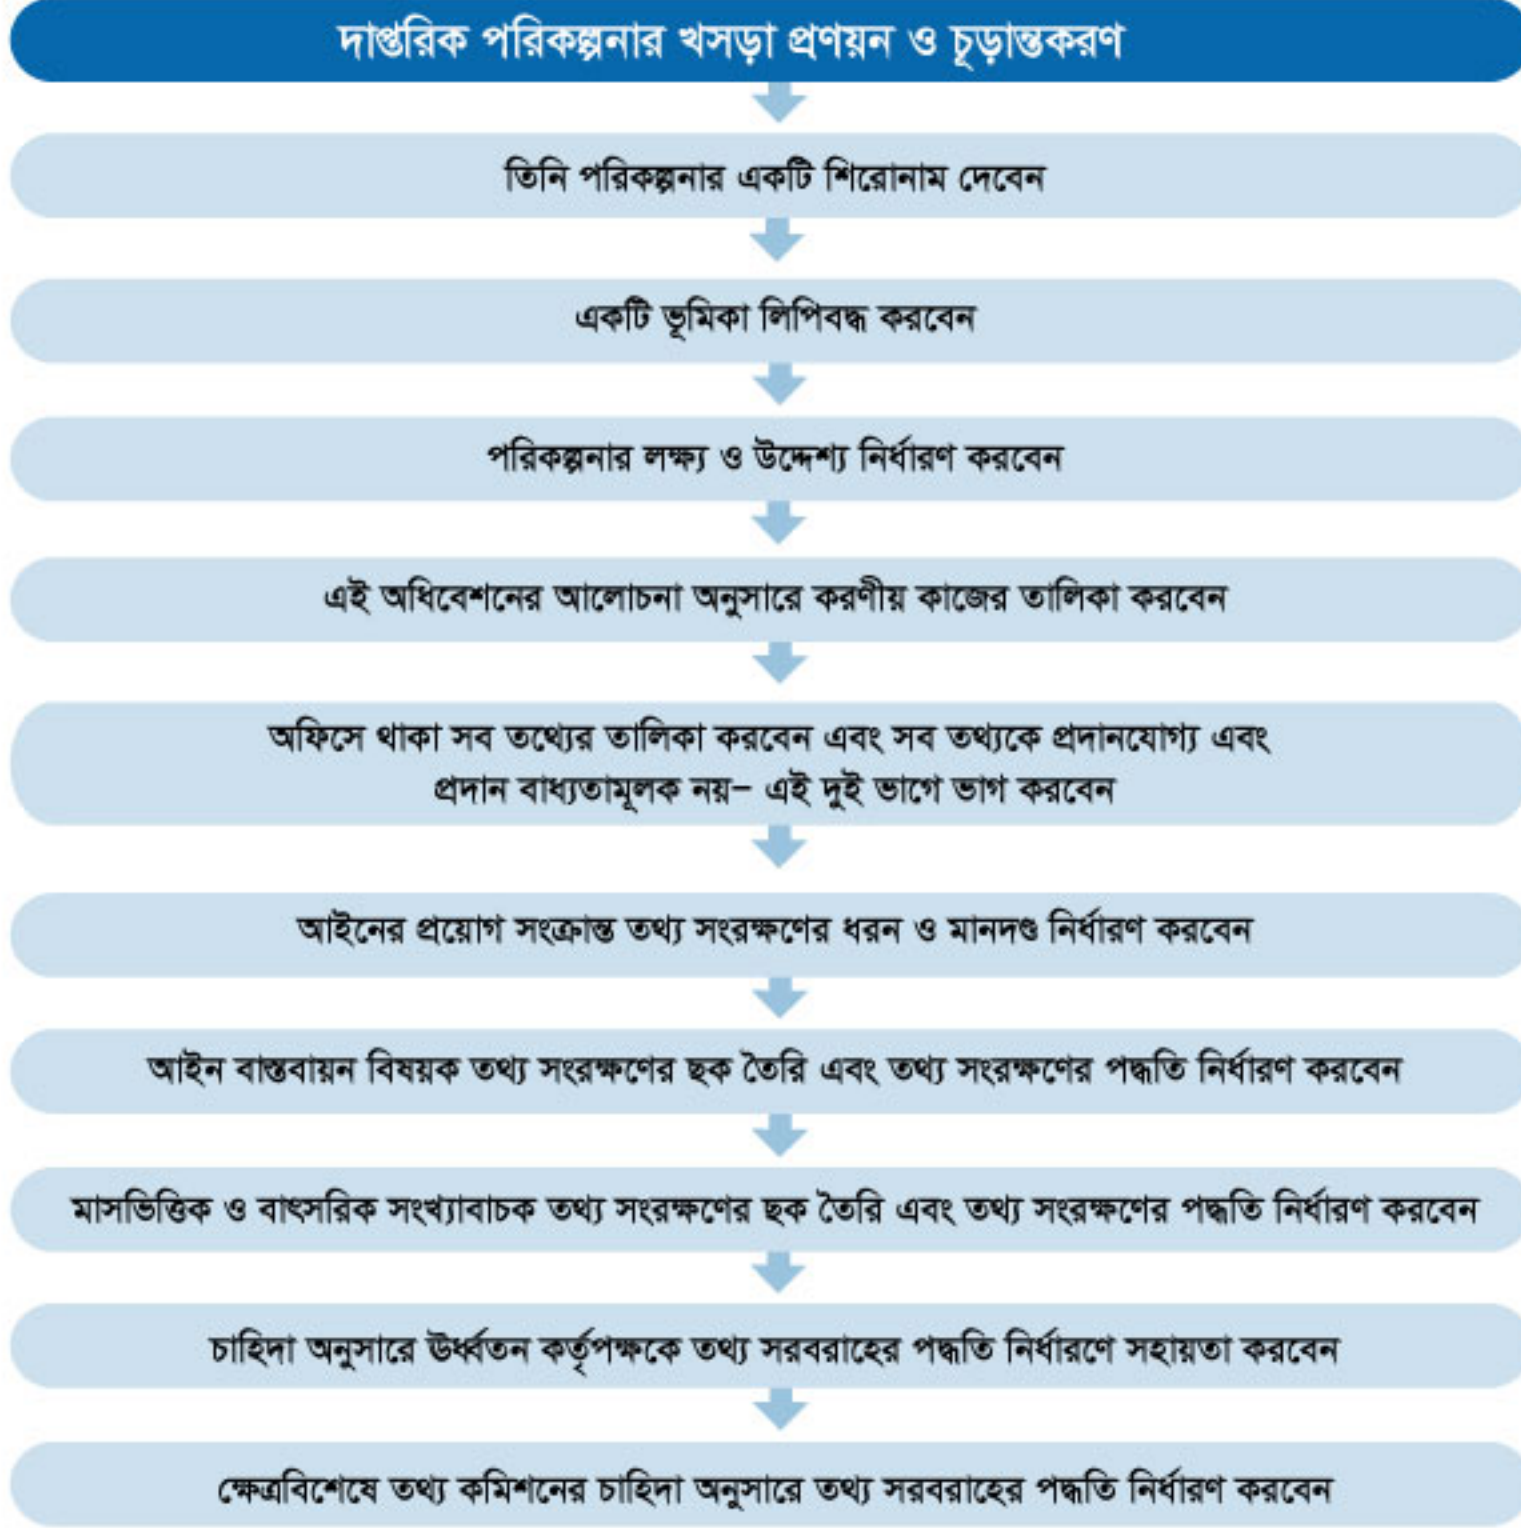 দাপ্তরিক পরিকল্পনার খসড়া প্রণয়ন ও চূড়ান্তকরণ
তিনি পরিকল্পনার একটি শিরোনাম দেবেন
একটি ভূমিকা লিপিবদ্ধ করবেন
পরিকল্পনার লক্ষ্য ও উদ্দেশ্য নির্ধারণ করবেন
এই অধিবেশনের আলোচনা অনুসারে করণীয় কাজের তালিকা করবেন
অফিসে থাকা সব তথ্যের তালিকা করবেন এবং সব তথ্যকে প্রদানযোগ্য এবং
প্রদান বাধ্যতামূলক নয়– এই দুই ভাগে ভাগ করবেন
আইনের প্রয়োগ সংক্রান্ত তথ্য সংরক্ষণের ধরন ও মানদণ্ড নির্ধারণ করবেন
আইন বাস্তবায়ন বিষয়ক তথ্য সংরক্ষণের ছক তৈরি এবং তথ্য সংরক্ষণের পদ্ধতি নির্ধারণ করবেন
মাসভিত্তিক ও বাৎসরিক সংখ্যাবাচক তথ্য সংরক্ষণের ছক তৈরি এবং তথ্য সংরক্ষণের পদ্ধতি নির্ধারণ করবেন
চাহিদা অনুসারে ঊর্ধ্বতন কর্তৃপক্ষকে তথ্য সরবরাহের পদ্ধতি নির্ধারণে সহায়তা করবেন
ক্ষেত্রবিশেষে তথ্য কমিশনের চাহিদা অনুসারে তথ্য সরবরাহের পদ্ধতি নির্ধারণ করবেন